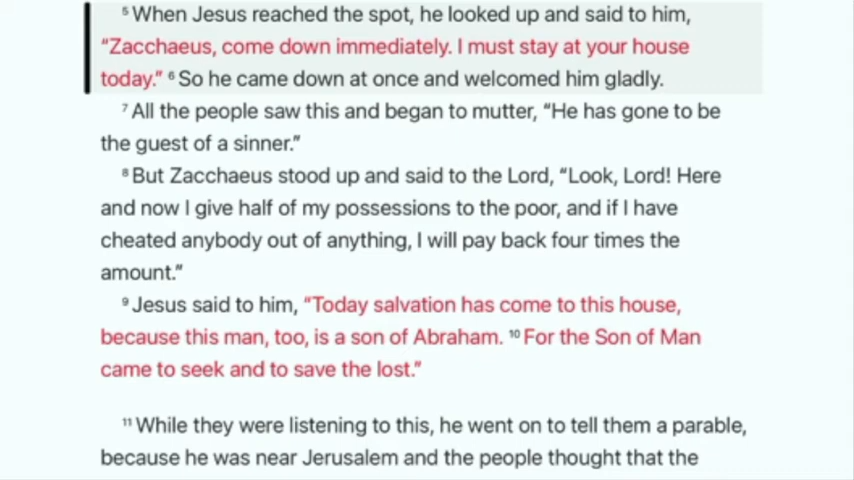 ⁵ When Jesus reached the spot, he looked up and said to him,
“Zacchaeus, come down immediately. I must stay at your house
today.” ⁶ So he came down at once and welcomed him gladly.
⁷ All the people saw this and began to mutter, “He has gone to be
the guest of a sinner.”
⁸ But Zacchaeus stood up and said to the Lord, “Look, Lord! Here
and now I give half of my possessions to the poor, and if I have
cheated anybody out of anything, I will pay back four times the
amount.”
⁹ Jesus said to him, “Today salvation has come to this house,
because this man, too, is a son of Abraham. ¹⁰ For the Son of Man
came to seek and to save the lost.”
¹¹ While they were listening to this, he went on to tell them a parable,
because he was near Jerusalem and the people thought that the